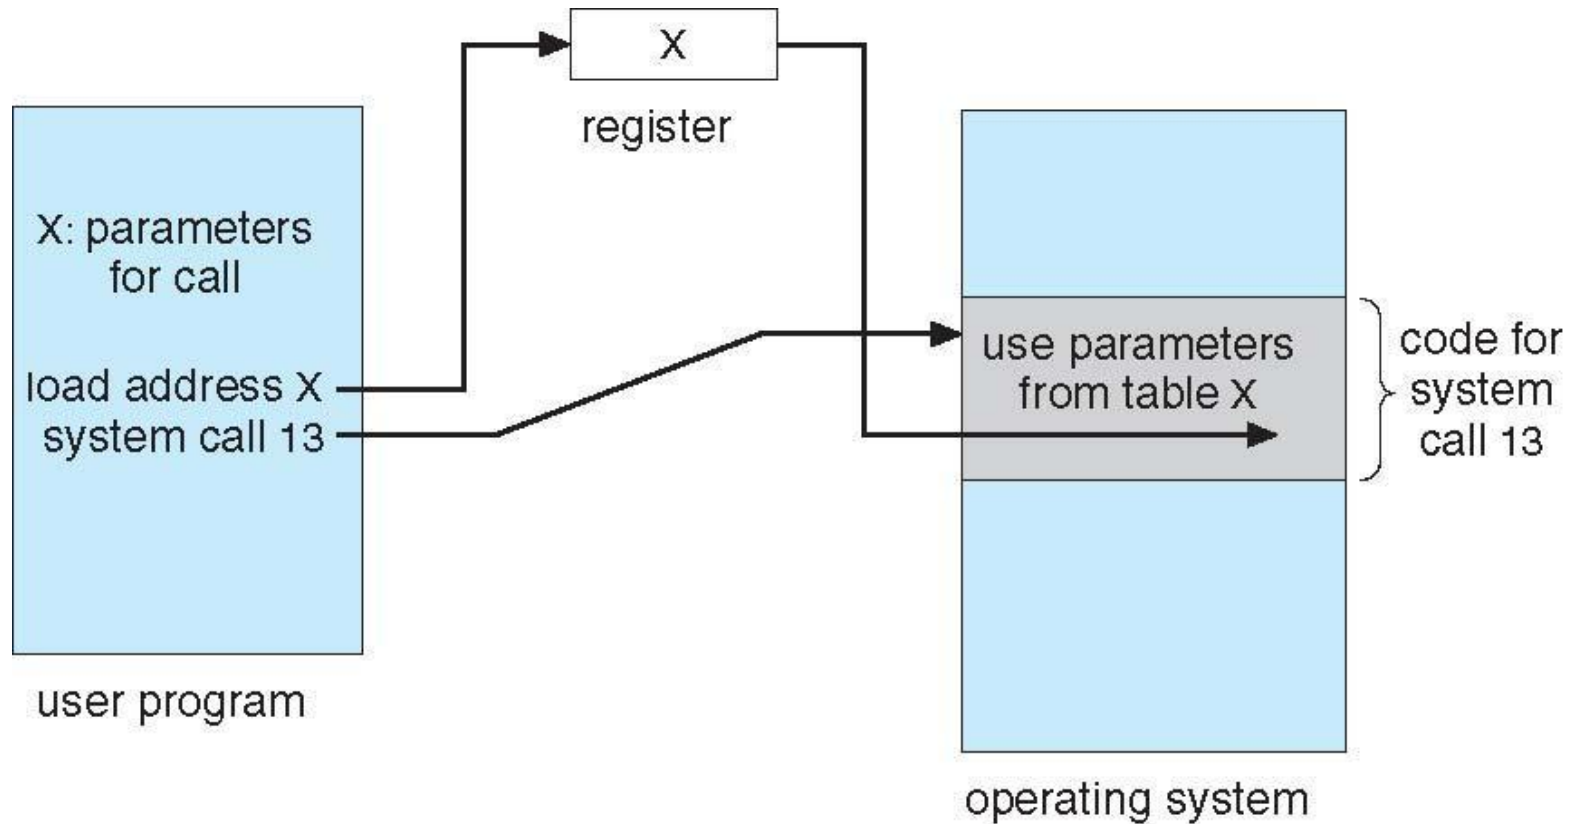 X
register
X: parameters
for call
load address X
system call 13
user program
use parameters
from table X
code for
system
call 13
operating system